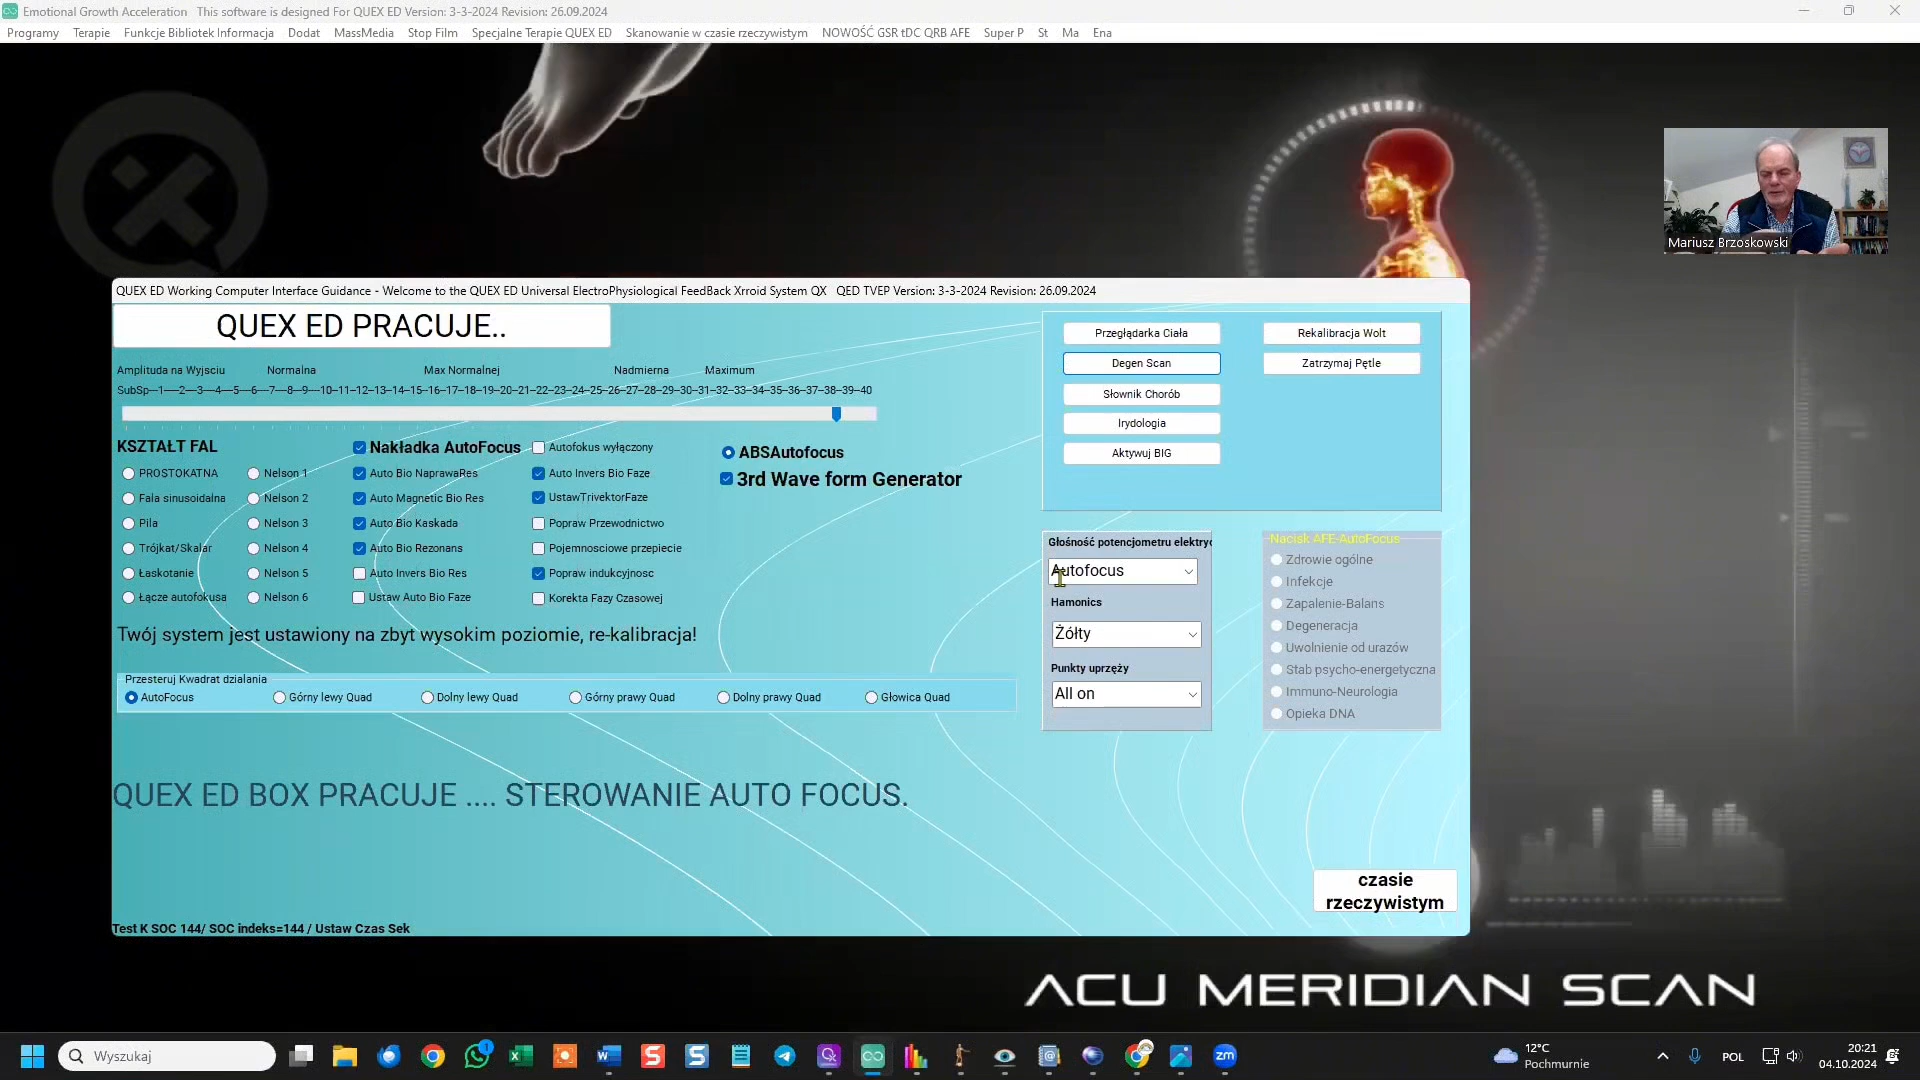 Emotional Growth Acceleration This software is designed For QUEX ED Version: 3-3-2024 Revision: 26.09.2024
Programy Terapie Funkcje Bibliotek Informacja Dodat MassMedia Stop Film Specjalne Terapie QUEX ED Skanowanie w czasie rzeczywistym NOWOŚĆ GSR tDC QRB AFE Super P St Ma Ena
Mariusz Brzoskowski
QUEX ED Working Computer Interface Guidance - Welcome to the QUEX ED Universal ElectroPhysiological FeedBack Xrroid System QX QED TVEP Version: 3-3-2024 Revision: 26.09.2024
QUEX ED PRACUJE..
Amplituda na Wyjsciu Normalna Max Normalnej Nadmierna Maximum
SubSp---1-----2---3---4---5---6---7---8---9---10--11--12--13--14--15--16--17--18--19--20--21--22--23--24--25--26--27--28--29--30--31--32--33--34--35--36--37--38--39--40
KSZTAŁT FAL
PROSTOKATNA
Fala sinusoidalna
Pila
Trójkat/Skalar
Łaskotanie
Łącze autofokusa
Nelson 1
Nelson 2
Nelson 3
Nelson 4
Nelson 5
Nelson 6
Nakładka AutoFocus
Auto Bio NaprawaRes
Auto Magnetic Bio Res
Auto Bio Kaskada
Auto Bio Rezonans
Auto Invers Bio Res
Ustaw Auto Bio Faze
Autofokus wyłączony
Auto Invers Bio Faze
UstawTrivektorFaze
Popraw Przewodnictwo
Pojemnosciowe przepiecie
Popraw indukcyjnosc
Korekta Fazy Czasowej
ABSAutofocus
3rd Wave form Generator
Twój system jest ustawiony na zbyt wysokim poziomie, re-kalibracja!
Przesteruj Kwadrat dzialania
AutoFocus Górny lewy Quad Dolny lewy Quad Górny prawy Quad Dolny prawy Quad Głowica Quad
QUEX ED BOX PRACUJE .... STEROWANIE AUTO FOCUS.
Test K SOC 144/ SOC indeks=144 / Ustaw Czas Sek
Przegłądarka Ciała
Degen Scan
Słownik Chorób
Irydologia
Aktywuj BIG
Rekalibracja Wolt
Zatrzymaj Pętle
Głośność potencjometru elektryc
Autofocus
Hamonics
Żółty
Punkty uprzęży
All on
Nacisk AFE-AutoFocus
Zdrowie ogólne
Infekcje
Zapalenie-Balans
Degeneracja
Uwolnienie od urazów
Stab psycho-energetyczna
Immuno-Neurologia
Opieka DNA
czasie
rzeczywistym
ACU MERIDIAN SCAN
Wyszukaj
1
12°C
Pochmurnie
POL
20:21
04.10.2024